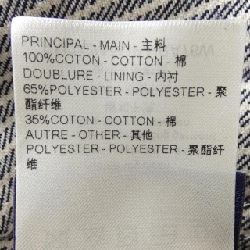 PRINCIPAL - MAIN - 主料
100%COTON - COTTON - 棉
DOUBLURE - LINING - 内衬
65%POLYESTER - POLYESTER - 聚
酯纤维
35%COTON - COTTON - 棉
AUTRE - OTHER - 其他
POLYESTER - POLYESTER - 聚酯纤
维